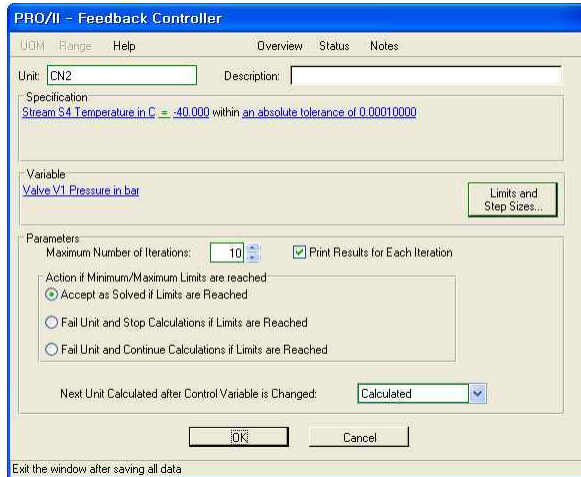 PRO/II - Feedback Controller
UOM Range Help Overview Status Notes
Unit: CN2 Description:
Specification
Stream S4 Temperature in C = -40.000 within an absolute tolerance of 0.00010000
Variable
Valve V1 Pressure in bar
Limits and
Step Sizes...
Parameters
Maximum Number of Iterations: 10 Print Results for Each Iteration
Action if Minimum/Maximum Limits are reached
Accept as Solved if Limits are Reached
Fail Unit and Stop Calculations if Limits are Reached
Fail Unit and Continue Calculations if Limits are Reached
Next Unit Calculated after Control Variable is Changed: Calculated
OK Cancel
Exit the window after saving all data